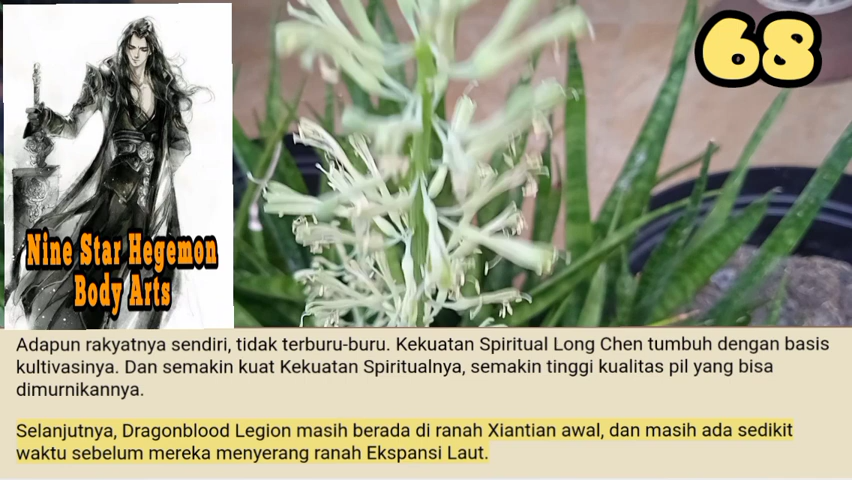 68
Nine Star Hegemon
Body Arts
Adapun rakyatnya sendiri, tidak terburu-buru. Kekuatan Spiritual Long Chen tumbuh dengan basis
kultivasinya. Dan semakin kuat Kekuatan Spiritualnya, semakin tinggi kualitas pil yang bisa
dimurnikannya.
Selanjutnya, Dragonblood Legion masih berada di ranah Xiantian awal, dan masih ada sedikit
waktu sebelum mereka menyerang ranah Ekspansi Laut.